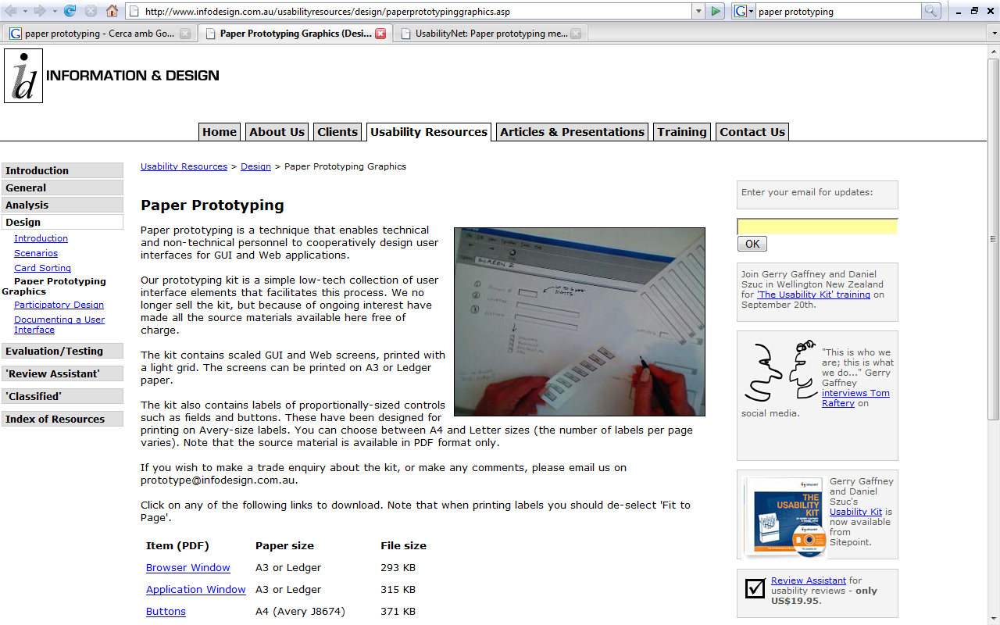 http://www.infodesign.com.au/usabilityresources/design/paperprototypinggraphics.asp
paper prototyping
paper prototyping - Cerca amb Go...
Paper Prototyping Graphics (Desi...
UsabilityNet: Paper prototyping me...
id INFORMATION & DESIGN
Home
About Us
Clients
Usability Resources
Articles & Presentations
Training
Contact Us
Introduction
General
Analysis
Design
Introduction
Scenarios
Card Sorting
Paper Prototyping
Graphics
Participatory Design
Documenting a User
Interface
Evaluation/Testing
'Review Assistant'
'Classified'
Index of Resources
Usability Resources > Design > Paper Prototyping Graphics
Paper Prototyping
Paper prototyping is a technique that enables technical
and non-technical personnel to cooperatively design user
interfaces for GUI and Web applications.
Our prototyping kit is a simple low-tech collection of user
interface elements that facilitates this process. We no
longer sell the kit, but because of ongoing interest have
made all the source materials available here free of
charge.
The kit contains scaled GUI and Web screens, printed with
a light grid. The screens can be printed on A3 or Ledger
paper.
The kit also contains labels of proportionally-sized controls
such as fields and buttons. These have been designed for
printing on Avery-size labels. You can choose between A4 and Letter sizes (the number of labels per page
varies). Note that the source material is available in PDF format only.
If you wish to make a trade enquiry about the kit, or make any comments, please email us on
prototype@infodesign.com.au.
Click on any of the following links to download. Note that when printing labels you should de-select 'Fit to
Page'.
Item (PDF) Paper size File size
Browser Window A3 or Ledger 293 KB
Application Window A3 or Ledger 315 KB
Buttons A4 (Avery J8674) 371 KB
SCREEN 2
Enter your email for updates:
OK
Join Gerry Gaffney and Daniel
Szuc in Wellington New Zealand
for 'The Usability Kit' training on
September 20th.
"This is who we
are; this is what
we do..." Gerry
Gaffney
interviews Tom
Raftery on
social media.
THE
USABILITY
KIT
Gerry Gaffney
and Daniel
Szuc's
Usability Kit is
now available
from
Sitepoint.
Review Assistant for
usability reviews - only
US$19.95.